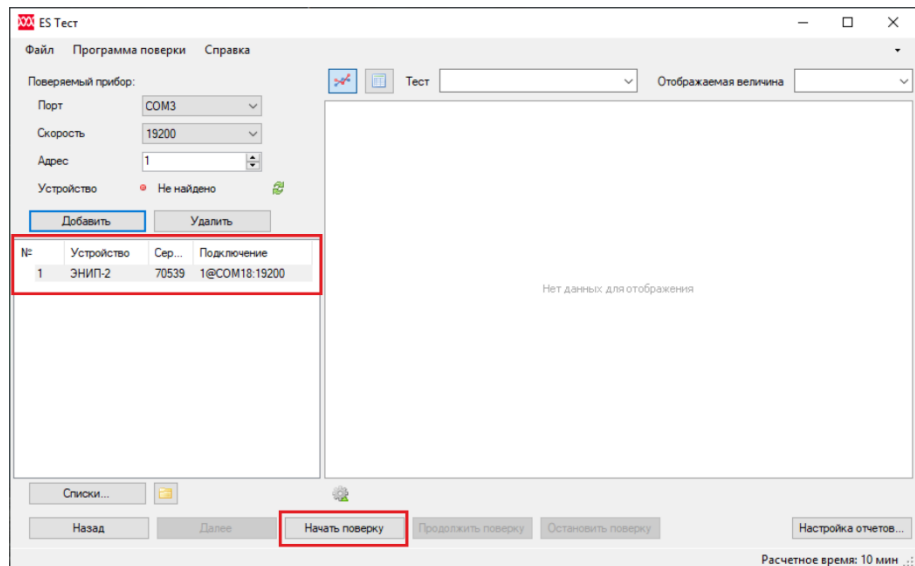 ES Тест
Файл Программа поверки Справка
Поверяемый прибор:
Тест
Отображаемая величина
Порт COM3
Скорость 19200
Адрес 1
Устройство Не найдено
Добавить Удалить
№ Устройство Сер... Подключение
1 ЭНИП-2 70539 1@COM18:19200
Нет данных для отображения
Списки...
Назад Далее Начать поверку Продолжить поверку Остановить поверку Настройка отчетов...
Расчетное время: 10 мин